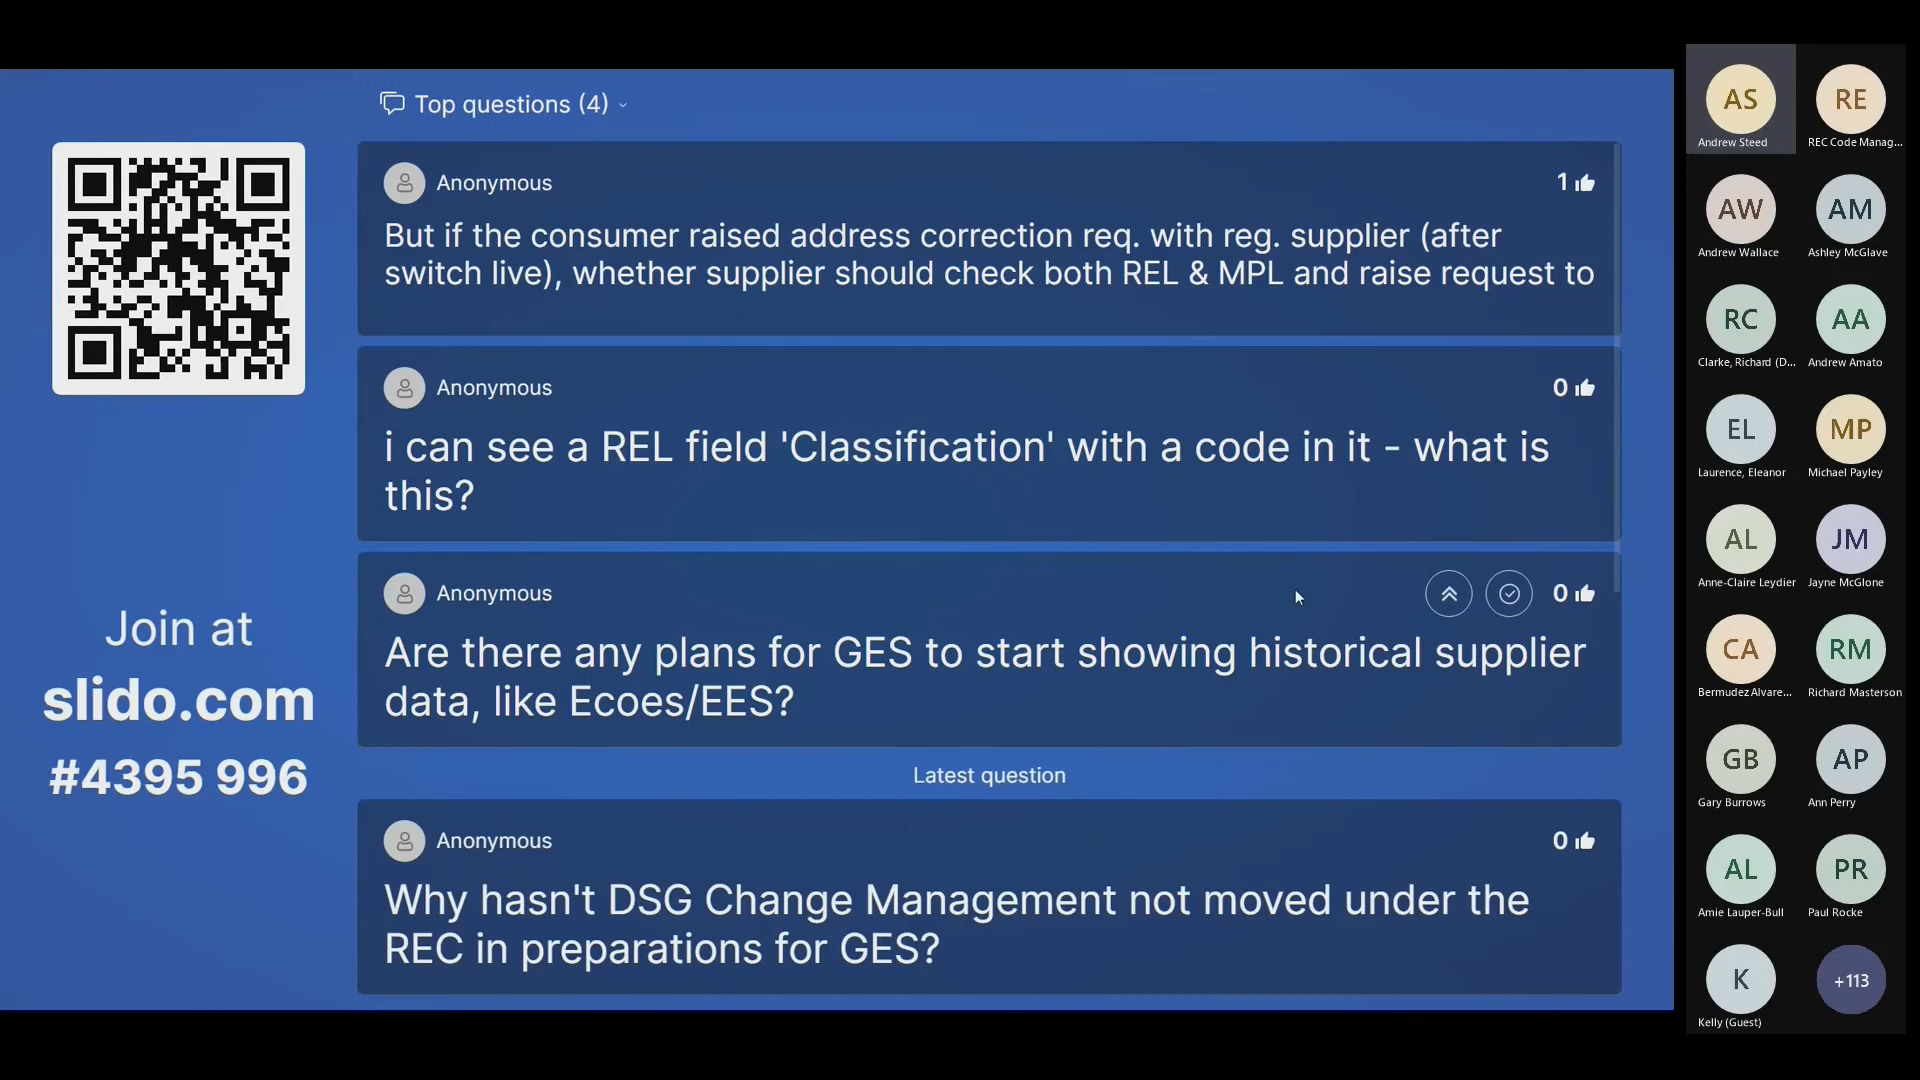 Top questions (4)
Anonymous
1
But if the consumer raised address correction req. with reg. supplier (after
switch live), whether supplier should check both REL & MPL and raise request to
Anonymous
0
i can see a REL field 'Classification' with a code in it - what is
this?
Anonymous
0
Are there any plans for GES to start showing historical supplier
data, like Ecoes/EES?
Latest question
Anonymous
0
Why hasn't DSG Change Management not moved under the
REC in preparations for GES?
Join at
slido.com
#4395 996
AS
Andrew Steed
RE
REC Code Manag...
AW
Andrew Wallace
AM
Ashley McGlave
RC
Clarke, Richard (D...
AA
Andrew Amato
EL
Laurence, Eleanor
MP
Michael Payley
AL
Anne-Claire Leydier
JM
Jayne McGlone
CA
Bermudez Alvare...
RM
Richard Masterson
GB
Gary Burrows
AP
Ann Perry
AL
Amie Lauper-Bull
PR
Paul Rocke
K
Kelly (Guest)
+113